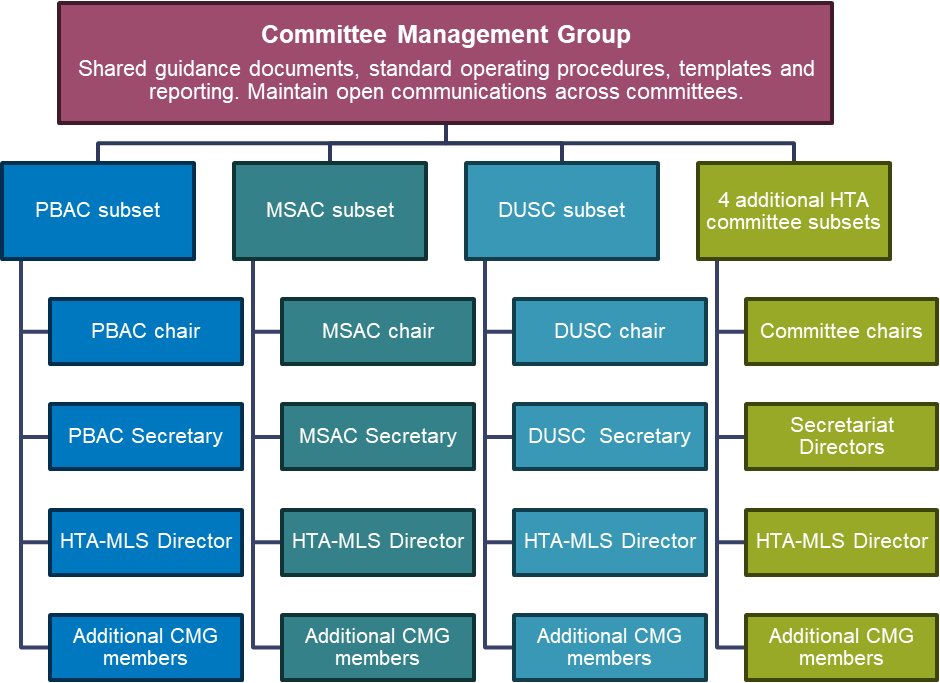 Committee Management Group
Shared guidance documents, standard operating procedures, templates and
reporting. Maintain open communications across committees.
PBAC subset
MSAC subset
DUSC subset
4 additional HTA
committee subsets
PBAC chair
MSAC chair
DUSC chair
Committee chairs
PBAC Secretary
MSAC Secretary
DUSC Secretary
Secretariat
Directors
HTA-MLS Director
HTA-MLS Director
HTA-MLS Director
HTA-MLS Director
Additional CMG
members
Additional CMG
members
Additional CMG
members
Additional CMG
members